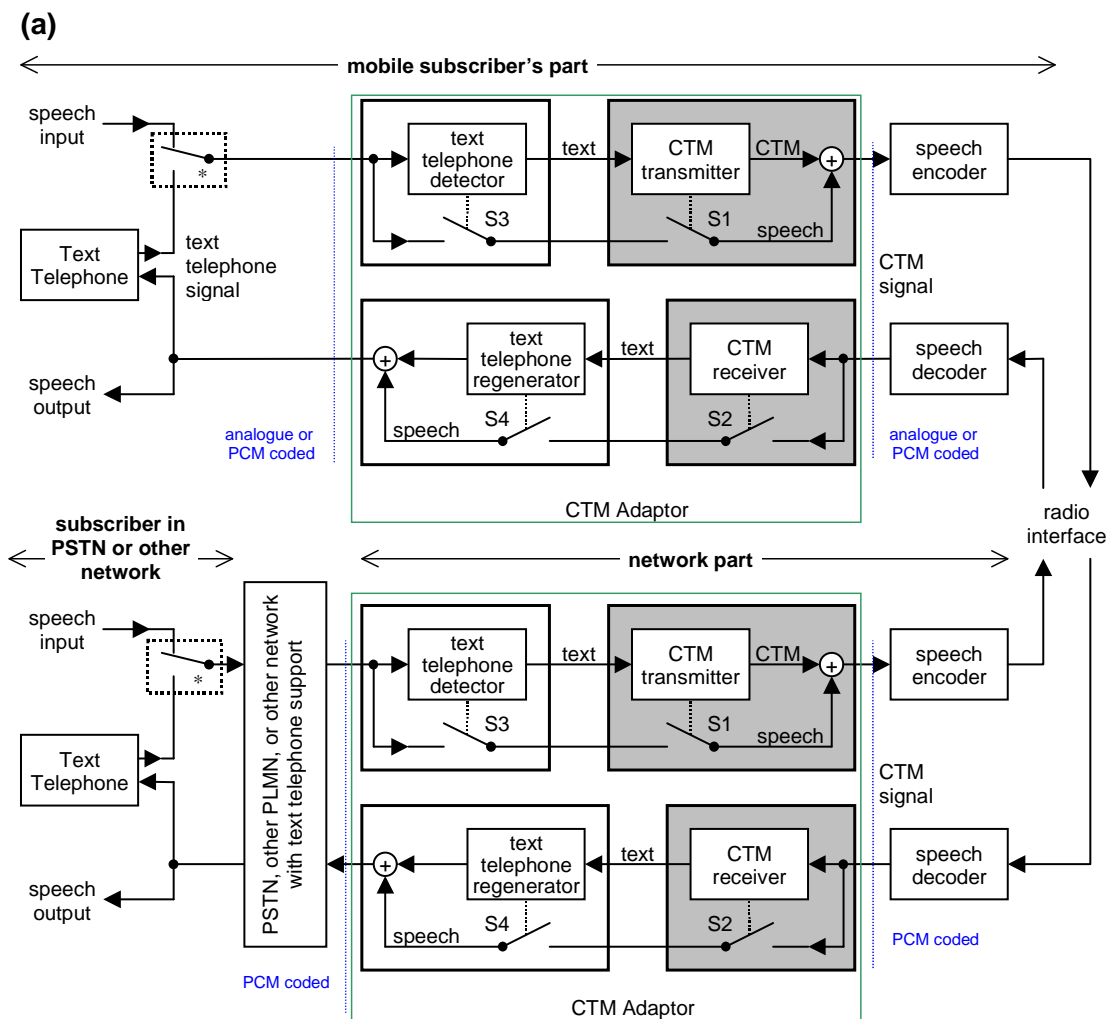 (a)
mobile subscriber's part
speech
input
*
Text
Telephone
text
telephone
signal
speech
output
text
telephone
detector
S3
text
CTM
transmitter
S1
CTM
+
speech
speech
encoder
CTM
signal
+
speech
text
telephone
regenerator
S4
text
CTM
receiver
S2
speech
decoder
analogue or
PCM coded
analogue or
PCM coded
CTM Adaptor
radio
interface
subscriber in
PSTN or other
network
network part
speech
input
*
Text
Telephone
speech
output
PSTN, other PLMN, or other network
with text telephone support
text
telephone
detector
S3
text
CTM
transmitter
S1
CTM
+
speech
speech
encoder
CTM
signal
+
speech
text
telephone
regenerator
S4
text
CTM
receiver
S2
speech
decoder
PCM coded
PCM coded
CTM Adaptor